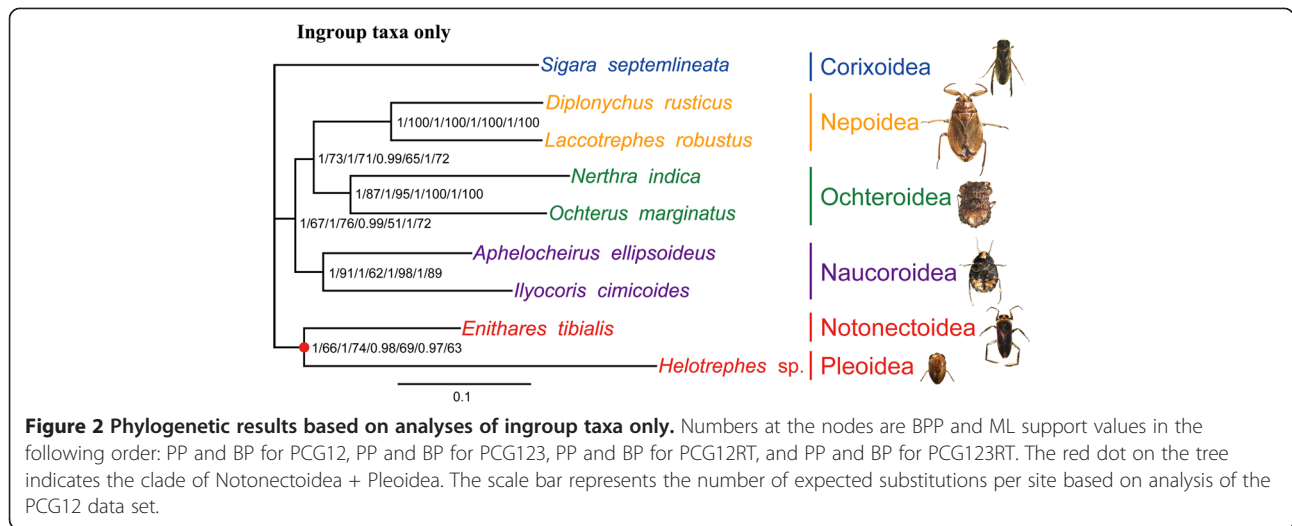 Ingroup taxa only
Sigara septemlineata
Corixoidea
Diplonychus rusticus
1/100/1/100/1/100/1/100
Nepoidea
Laccotrephes robustus
1/73/1/71/0.99/65/1/72
Nerthra indica
1/87/1/95/1/100/1/100
Ochteroidea
Ochterus marginatus
1/67/1/76/0.99/51/1/72
Aphelocheirus ellipsoideus
1/91/1/62/1/98/1/89
Naucoroidea
Ilyocoris cimicoides
Enithares tibialis
Notonectoidea
1/66/1/74/0.98/69/0.97/63
Helotrephes sp.
Pleoidea
0.1
Figure 2 Phylogenetic results based on analyses of ingroup taxa only. Numbers at the nodes are BPP and ML support values in the
following order: PP and BP for PCG12, PP and BP for PCG123, PP and BP for PCG12RT, and PP and BP for PCG123RT. The red dot on the tree
indicates the clade of Notonectoidea + Pleoidea. The scale bar represents the number of expected substitutions per site based on analysis of the
PCG12 data set.